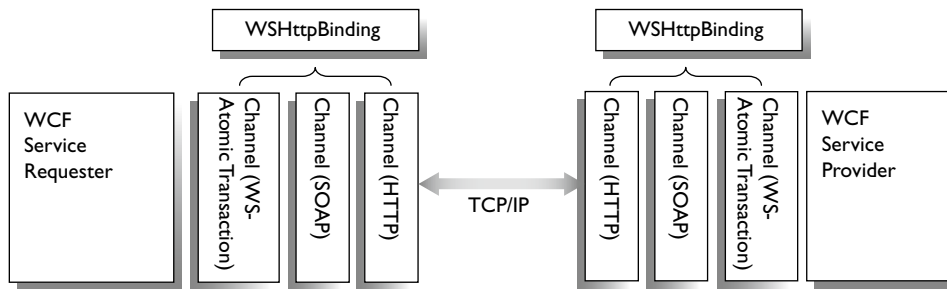 WSHttpBinding
WSHttpBinding
WCF
Service
Requester
Channel (WS-
Atomic Transaction)
Channel (SOAP)
Channel (HTTP)
TCP/IP
Channel (HTTP)
Channel (SOAP)
Channel (WS-
Atomic Transaction)
WCF
Service
Provider